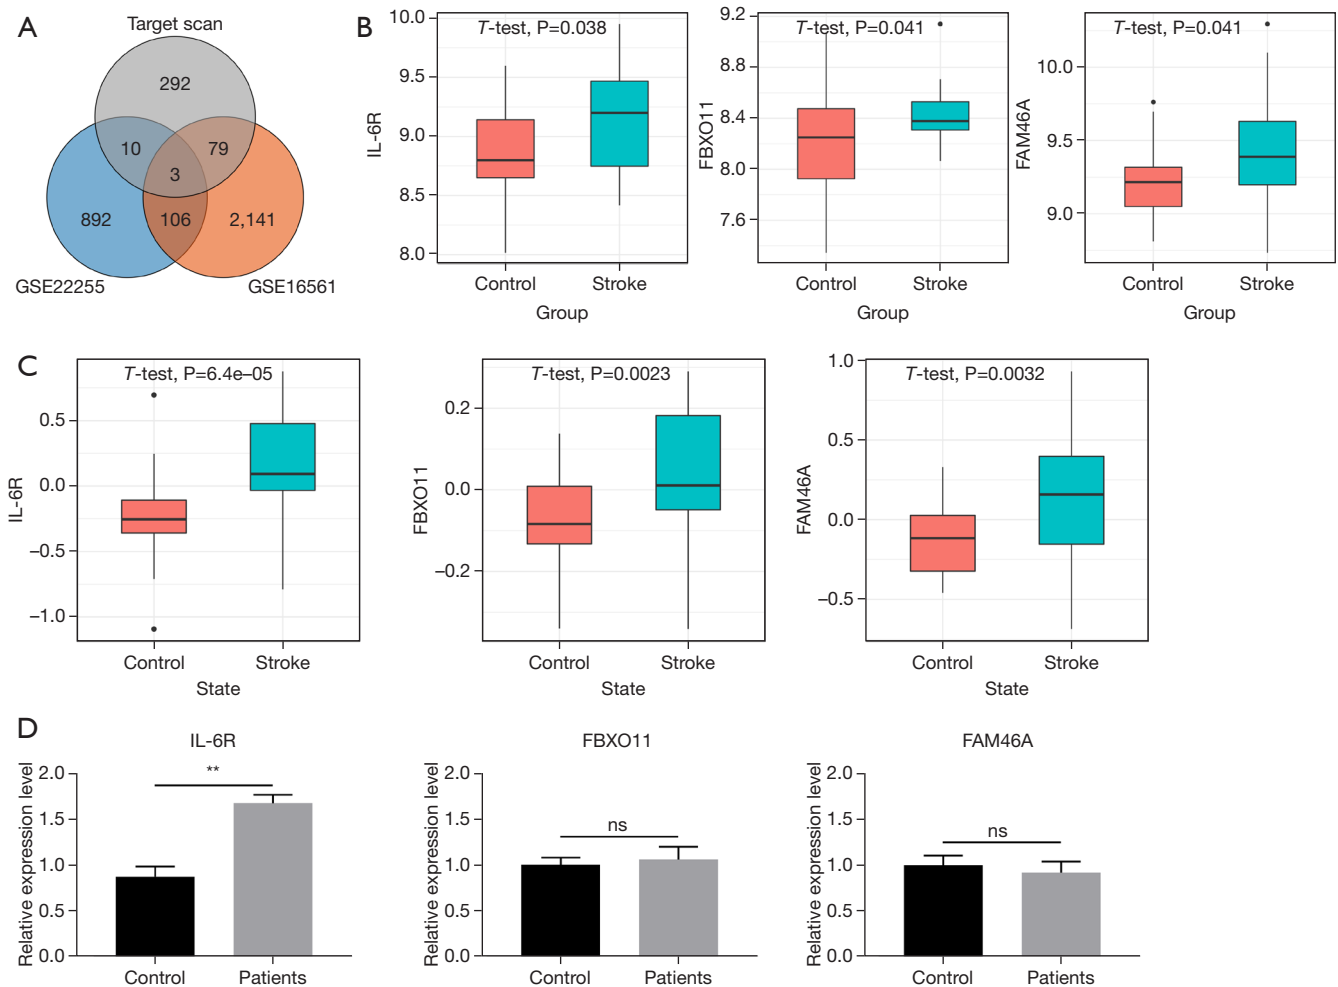 A
Target scan
292
10
79
3
892
106
2,141
GSE22255
GSE16561
B
T-test, P=0.038
IL-6R
10.0
9.5
9.0
8.5
8.0
Control
Stroke
Group
T-test, P=0.041
FBXO11
9.2
8.8
8.4
8.0
7.6
Control
Stroke
Group
T-test, P=0.041
FAM46A
10.0
9.5
9.0
Control
Stroke
Group
C
T-test, P=6.4e–05
IL-6R
0.5
0.0
–0.5
–1.0
Control
Stroke
State
T-test, P=0.0023
FBXO11
0.2
0.0
–0.2
Control
Stroke
State
T-test, P=0.0032
FAM46A
1.0
0.5
0.0
–0.5
Control
Stroke
State
D
IL-6R
Relative expression level
2.0
1.5
1.0
0.5
0.0
**
Control
Patients
FBXO11
Relative expression level
2.0
1.5
1.0
0.5
0.0
ns
Control
Patients
FAM46A
Relative expression level
2.0
1.5
1.0
0.5
0.0
ns
Control
Patients